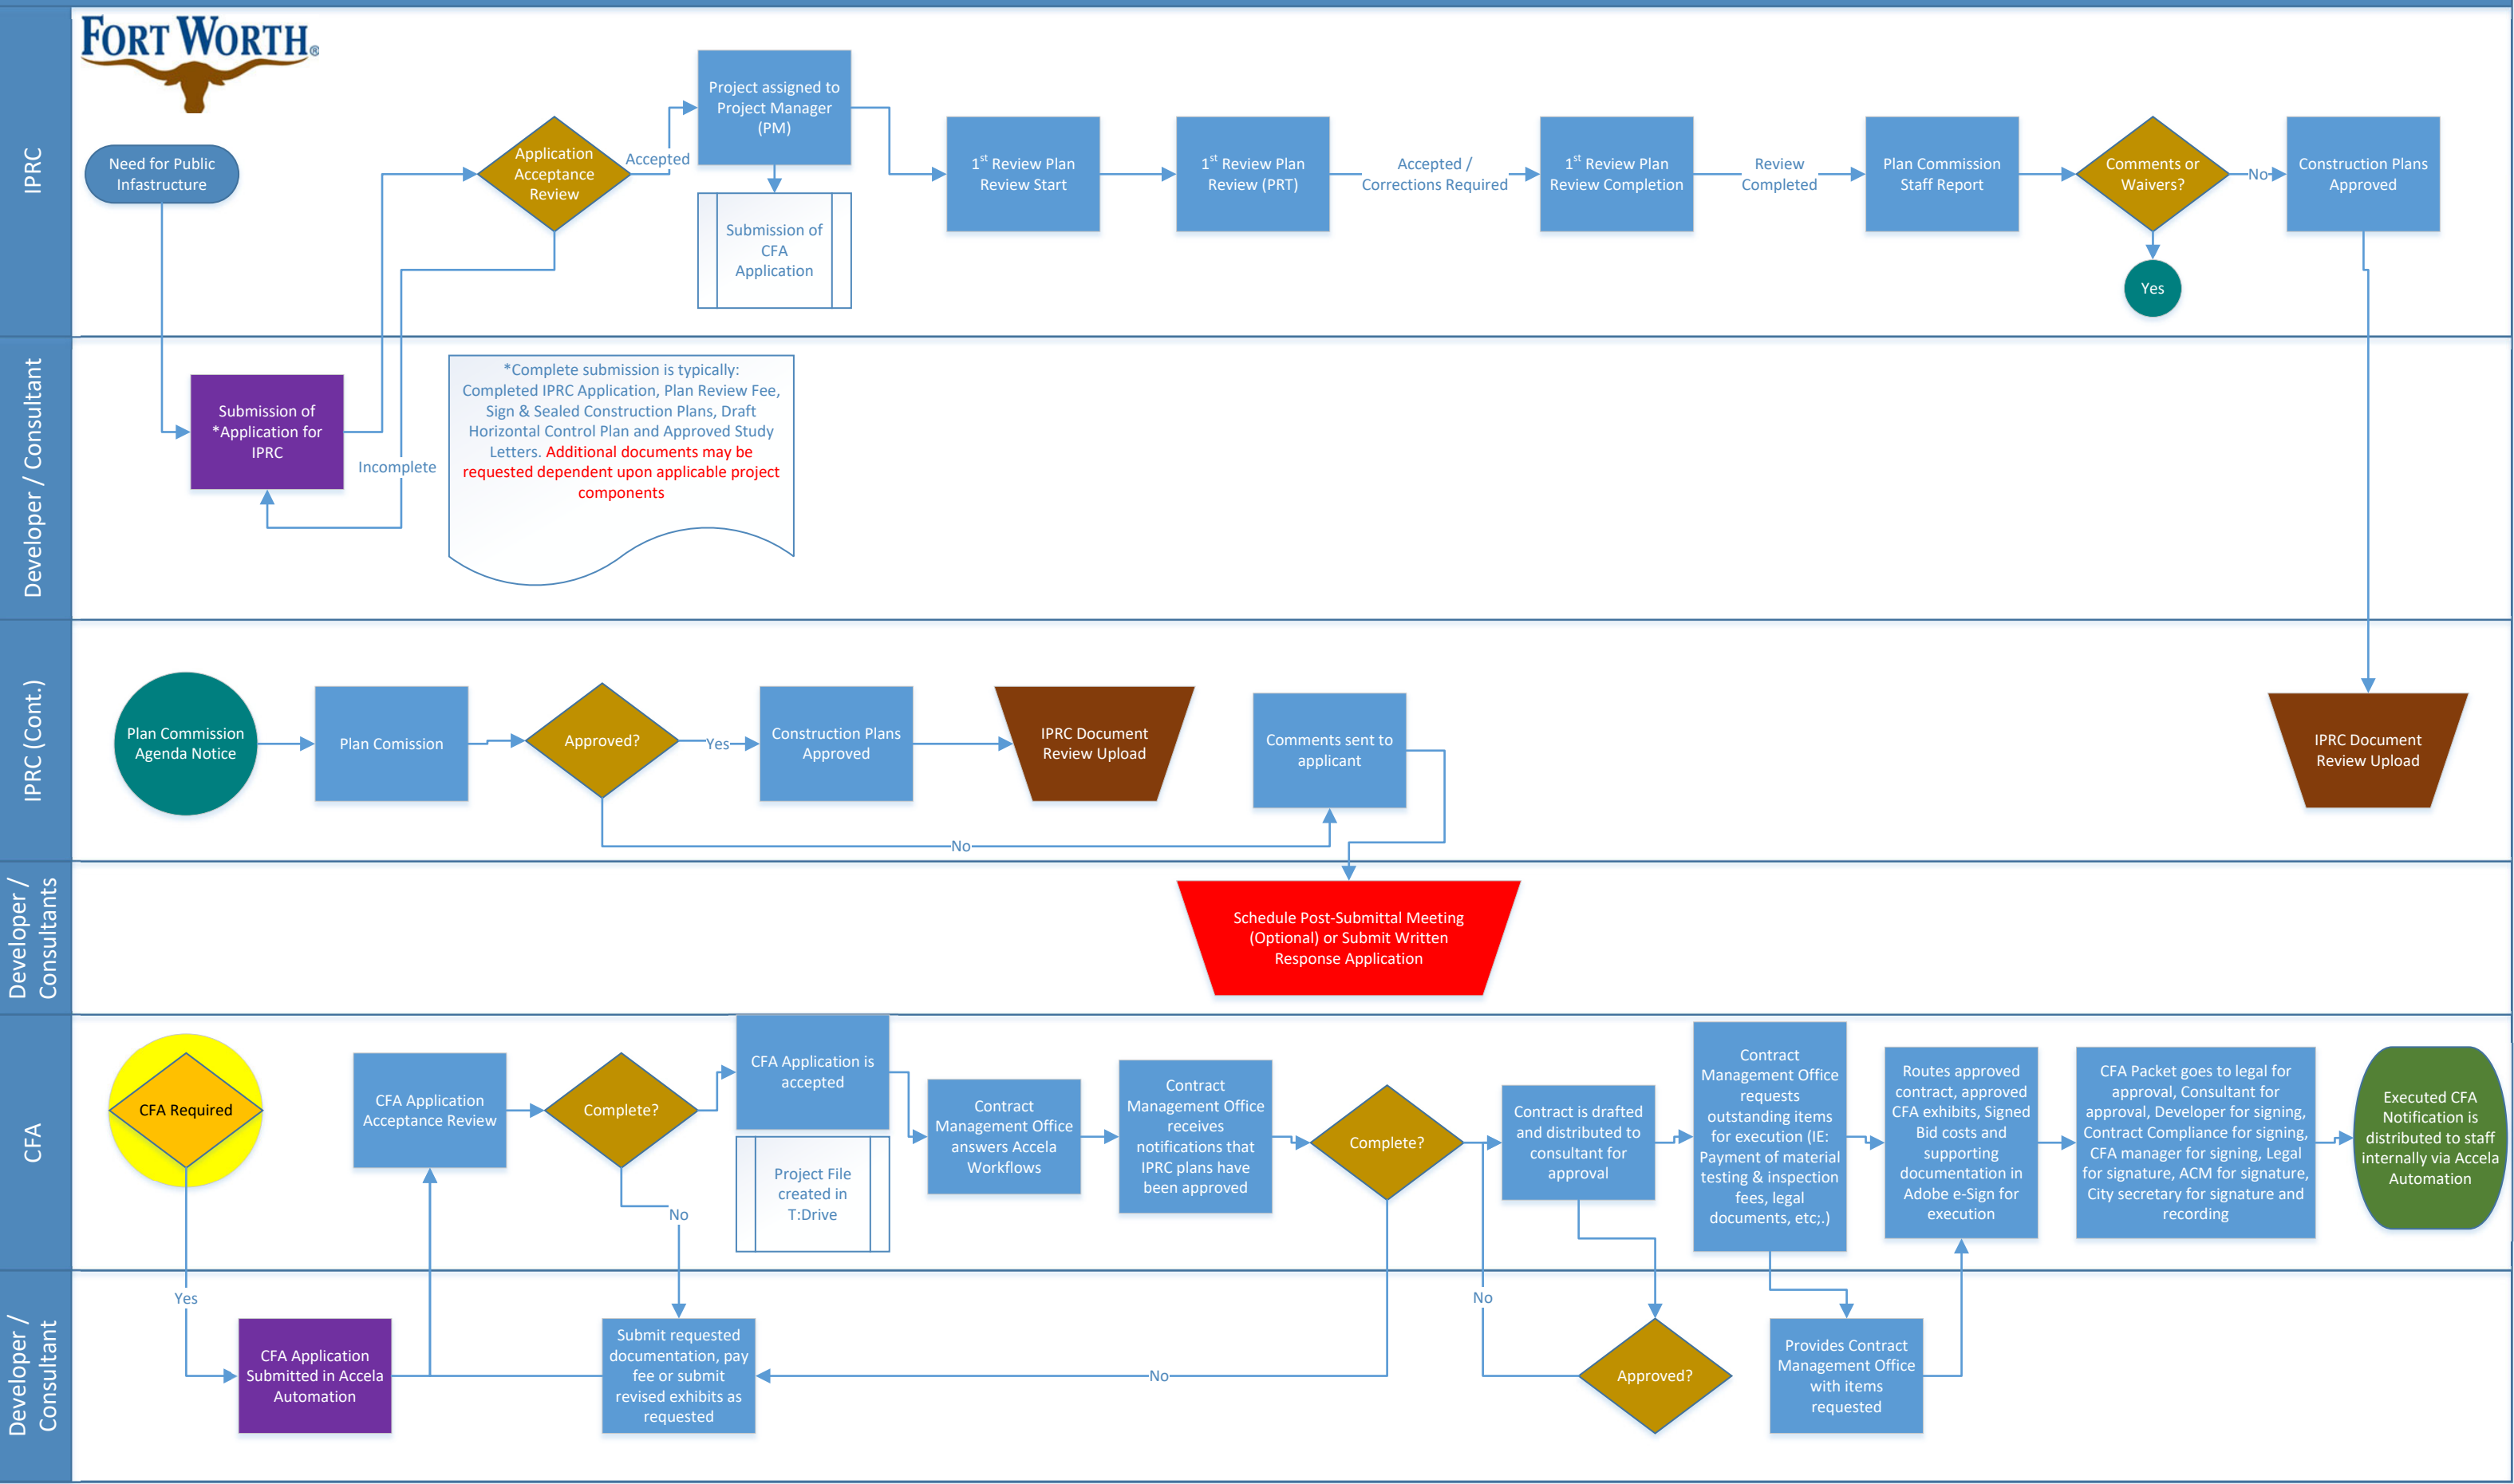 FORT WORTH®
IPRC
Need for Public
Infastructure
Application
Acceptance
Review
Accepted
Project assigned to
Project Manager
(PM)
Submission of
CFA
Application
1st Review Plan
Review Start
1st Review Plan
Review (PRT)
Accepted /
Corrections Required
1st Review Plan
Review Completion
Review
Completed
Plan Commission
Staff Report
Comments or
Waivers?
No
Construction Plans
Approved
Yes
Developer / Consultant
Submission of
*Application for
IPRC
Incomplete
*Complete submission is typically:
Completed IPRC Application, Plan Review Fee,
Sign & Sealed Construction Plans, Draft
Horizontal Control Plan and Approved Study
Letters. Additional documents may be
requested dependent upon applicable project
components
IPRC (Cont.)
Plan Commission
Agenda Notice
Plan Comission
Approved?
Yes
Construction Plans
Approved
IPRC Document
Review Upload
Comments sent to
applicant
IPRC Document
Review Upload
No
Developer /
Consultants
Schedule Post-Submittal Meeting
(Optional) or Submit Written
Response Application
CFA
CFA Required
CFA Application
Acceptance Review
Complete?
No
CFA Application is
accepted
Project File
created in
T:Drive
Contract
Management Office
answers Accela
Workflows
Contract
Management Office
receives
notifications that
IPRC plans have
been approved
Complete?
Contract is drafted
and distributed to
consultant for
approval
Contract
Management Office
requests
outstanding items
for execution (IE:
Payment of material
testing & inspection
fees, legal
documents, etc;.)
Routes approved
contract, approved
CFA exhibits, Signed
Bid costs and
supporting
documentation in
Adobe e-Sign for
execution
CFA Packet goes to legal for
approval, Consultant for
approval, Developer for signing,
Contract Compliance for signing,
CFA manager for signing, Legal
for signature, ACM for signature,
City secretary for signature and
recording
Executed CFA
Notification is
distributed to staff
internally via Accela
Automation
Developer /
Consultant
Yes
CFA Application
Submitted in Accela
Automation
Submit requested
documentation, pay
fee or submit
revised exhibits as
requested
No
No
Approved?
Provides Contract
Management Office
with items
requested